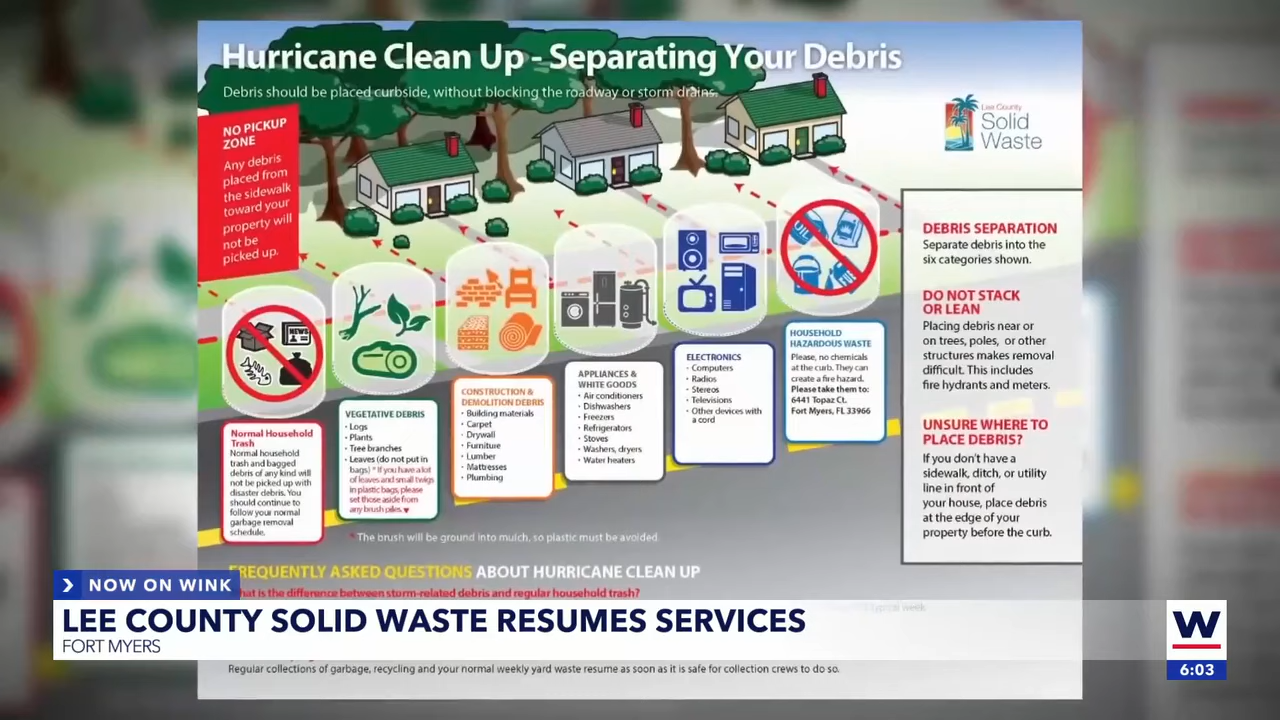 Hurricane Clean Up - Separating Your Debris
Debris should be placed curbside, without blocking the roadway or storm drains.
Lee County
Solid
Waste
NO PICKUP
ZONE
Any debris
placed from
the sidewalk
toward your
property will
not be
picked up.
NEWS
OIL
Normal Household
Trash
Normal household
trash and bagged
debris of any kind will
not be picked up with
disaster debris. You
should continue to
follow your normal
garbage removal
schedule.
VEGETATIVE DEBRIS
· Logs
· Plants
· Tree branches
· Leaves (do not put in
bags) * If you have a lot
of leaves and small twigs
in plastic bags, please
set those aside from
any brush piles.
CONSTRUCTION &
DEMOLITION DEBRIS
· Building materials
· Carpet
· Drywall
· Furniture
· Lumber
· Mattresses
· Plumbing
APPLIANCES &
WHITE GOODS
· Air conditioners
· Dishwashers
· Freezers
· Refrigerators
· Stoves
· Washers, dryers
· Water heaters
ELECTRONICS
· Computers
· Radios
· Stereos
· Televisions
· Other devices with
a cord
HOUSEHOLD
HAZARDOUS WASTE
Please, no chemicals
at the curb. They can
create a fire hazard.
Please take them to:
6441 Topaz Ct.
Fort Myers, FL 33966
DEBRIS SEPARATION
Separate debris into the
six categories shown.
DO NOT STACK
OR LEAN
Placing debris near or
on trees, poles, or other
structures makes removal
difficult. This includes
fire hydrants and meters.
UNSURE WHERE TO
PLACE DEBRIS?
If you don't have a
sidewalk, ditch, or utility
line in front of
your house, place debris
at the edge of your
property before the curb.
* The brush will be ground into mulch, so plastic must be avoided.
FREQUENTLY ASKED QUESTIONS ABOUT HURRICANE CLEAN UP
hat is the difference between storm-related debris and regular household trash?
typical week.
NOW ON WINK
LEE COUNTY SOLID WASTE RESUMES SERVICES
FORT MYERS
W
6:03
Regular collections of garbage, recycling and your normal weekly yard waste resume as soon as it is safe for collection crews to do so.